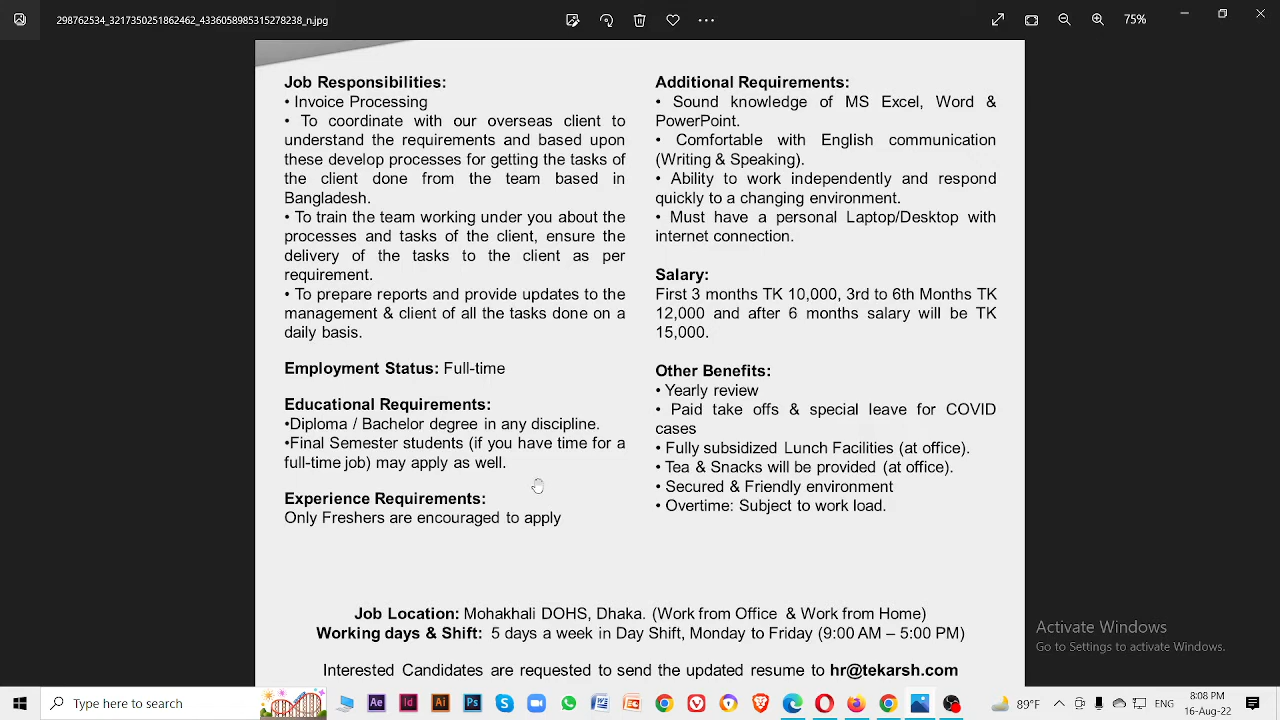 298762534_3217350251862462_4336059895315278238_n.jpg
75%
Job Responsibilities:
• Invoice Processing
• To coordinate with our overseas client to
understand the requirements and based upon
these develop processes for getting the tasks of
the client done from the team based in
Bangladesh.
• To train the team working under you about the
processes and tasks of the client, ensure the
delivery of the tasks to the client as per
requirement.
• To prepare reports and provide updates to the
management & client of all the tasks done on a
daily basis.
Employment Status: Full-time
Educational Requirements:
•Diploma / Bachelor degree in any discipline.
•Final Semester students (if you have time for a
full-time job) may apply as well.
Experience Requirements:
Only Freshers are encouraged to apply
Additional Requirements:
• Sound knowledge of MS Excel, Word &
PowerPoint.
• Comfortable with English communication
(Writing & Speaking).
• Ability to work independently and respond
quickly to a changing environment.
• Must have a personal Laptop/Desktop with
internet connection.
Salary:
First 3 months TK 10,000, 3rd to 6th Months TK
12,000 and after 6 months salary will be TK
15,000.
Other Benefits:
• Yearly review
• Paid take offs & special leave for COVID
cases
• Fully subsidized Lunch Facilities (at office).
• Tea & Snacks will be provided (at office).
• Secured & Friendly environment
• Overtime: Subject to work load.
Job Location: Mohakhali DOHS, Dhaka. (Work from Office & Work from Home)
Working days & Shift: 5 days a week in Day Shift, Monday to Friday (9:00 AM – 5:00 PM)
Interested Candidates are requested to send the updated resume to hr@tekarsh.com
Activate Windows
Go to Settings to activate Windows.
Type here to search
Ae
Id
Ai
Ps
89°F
ENG
8:08 PM
16-Aug-22